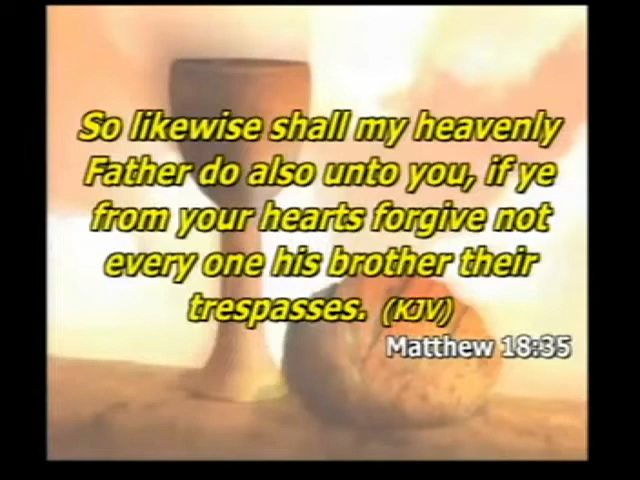 So likewise shall my heavenly
Father do also unto you, if ye
from your hearts forgive not
every one his brother their
trespasses. (KJV)
Matthew 18:35